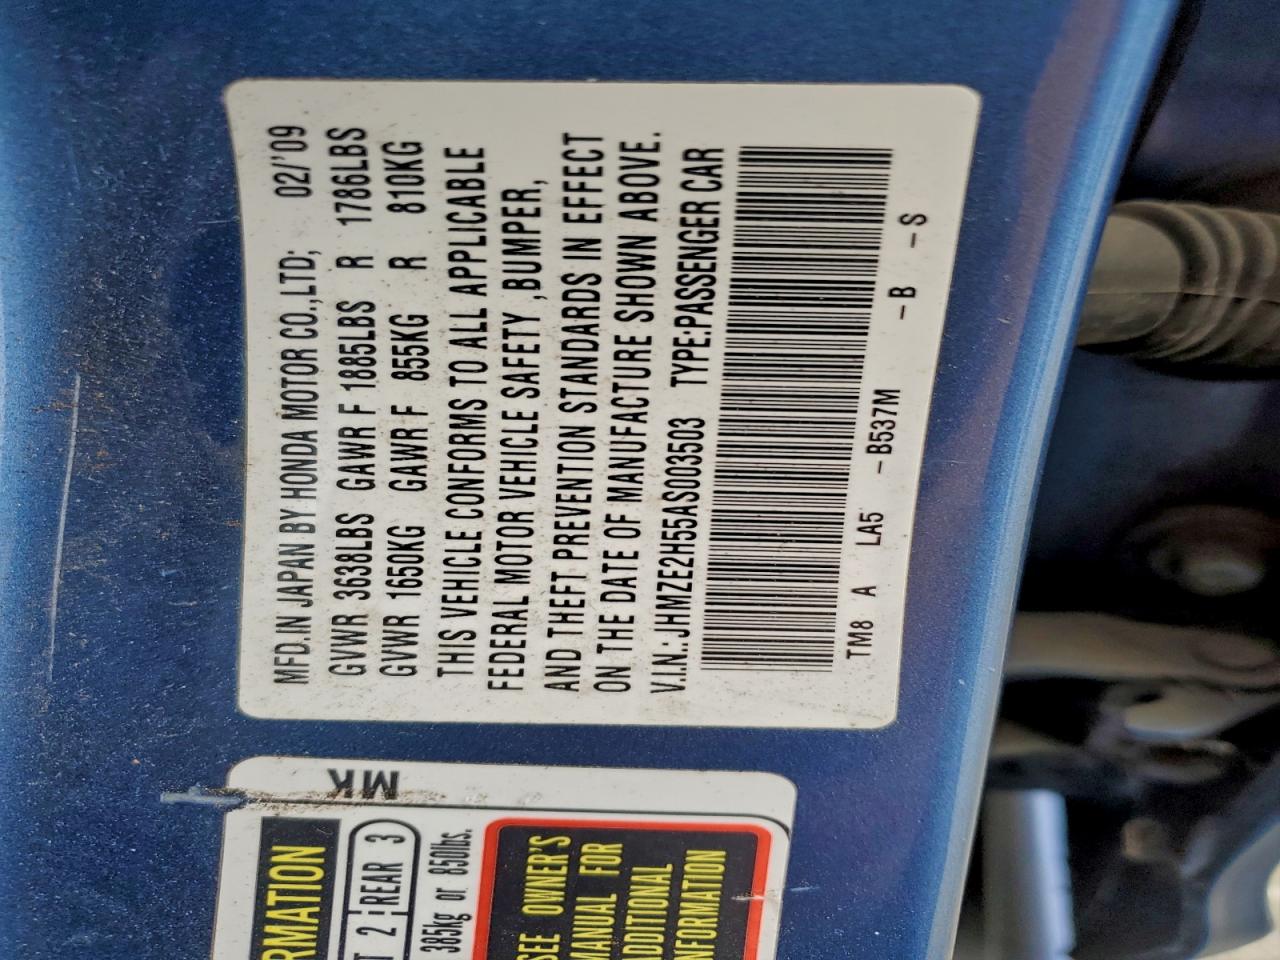 MFD.IN JAPAN BY HONDA MOTOR CO.,LTD; 02/'09
GVWR 3638LBS GAWR F 1885LBS R 1786LBS
GVWR 1650KG GAWR F 855KG R 810KG
THIS VEHICLE CONFORMS TO ALL APPLICABLE
FEDERAL MOTOR VEHICLE SAFETY ,BUMPER,
AND THEFT PREVENTION STANDARDS IN EFFECT
ON THE DATE OF MANUFACTURE SHOWN ABOVE.
V.I.N.:JHMZE2H55AS003503 TYPE:PASSENGER CAR
TM8 A LA5 -B537M -B -S
MK
RMATION
T 2 REAR 3
385kg or 850lbs.
SEE OWNER'S
MANUAL FOR
ADDITIONAL
NFORMATION